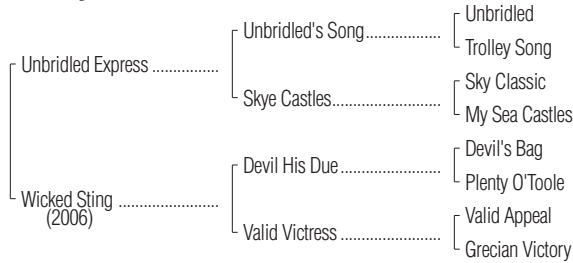 Unbridled
Unbridled's Song..................
Trolley Song
Unbridled Express ................
Sky Classic
Skye Castles..........................
My Sea Castles
Devil's Bag
Devil His Due ........................
Plenty O'Toole
Wicked Sting ........................
(2006)
Valid Appeal
Valid Victress ........................
Grecian Victory